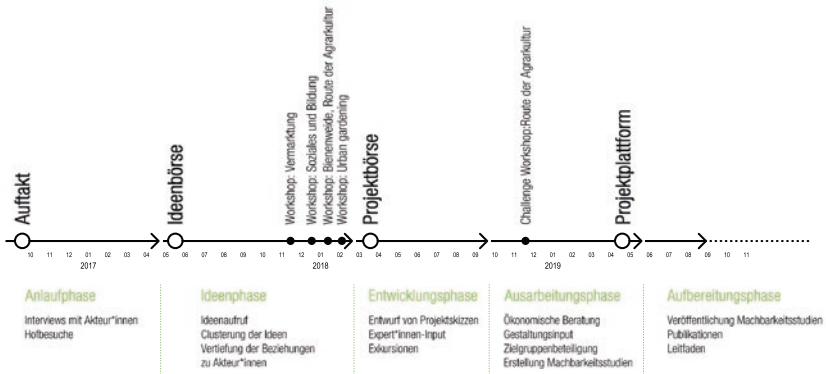 Auftakt
Ideenbörse
Workshop: Vermarktung
Workshop: Soziales und Bildung
Workshop: Bienenweide, Route der Agrarkultur
Workshop: Urban gardening
Projektbörse
Challenge Workshop:Route der Agrarkultur
Projektplattform
10 11 12 01 02 03 04 05 06 07 08 09 10 11 12 01 02 03 04 05 06 07 08 09 10 11 12 01 02 03 04 05 06 07 08 09 10 11
2017 2018 2019
Anlaufphase
Interviews mit Akteur*innen
Hofbesuche
Ideenphase
Ideenaufruf
Clusterung der Ideen
Vertiefung der Beziehungen
zu Akteur*innen
Entwicklungsphase
Entwurf von Projektskizzen
Expert*innen-Input
Exkursionen
Ausarbeitungsphase
Ökonomische Beratung
Gestaltungsinput
Zielgruppenbeteiligung
Erstellung Machbarkeitsstudien
Aufbereitungsphase
Veröffentlichung Machbarkeitsstudien
Publikationen
Leitfaden